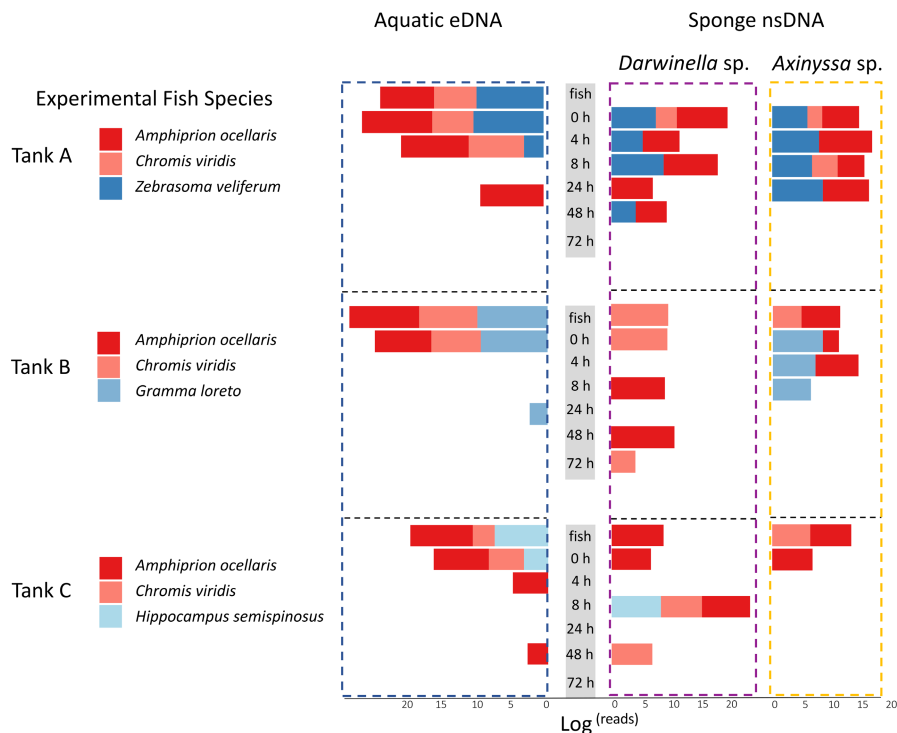 Aquatic eDNA
Sponge nsDNA
Darwinella sp.
Axinyssa sp.
Experimental Fish Species
Tank A
Amphiprion ocellaris
Chromis viridis
Zebrasoma veliferum
fish
0 h
4 h
8 h
24 h
48 h
72 h
Tank B
Amphiprion ocellaris
Chromis viridis
Gramma loreto
fish
0 h
4 h
8 h
24 h
48 h
72 h
Tank C
Amphiprion ocellaris
Chromis viridis
Hippocampus semispinosus
fish
0 h
4 h
8 h
24 h
48 h
72 h
20 15 10 5 0
0 5 10 15 20
0 5 10 15 20
Log (reads)